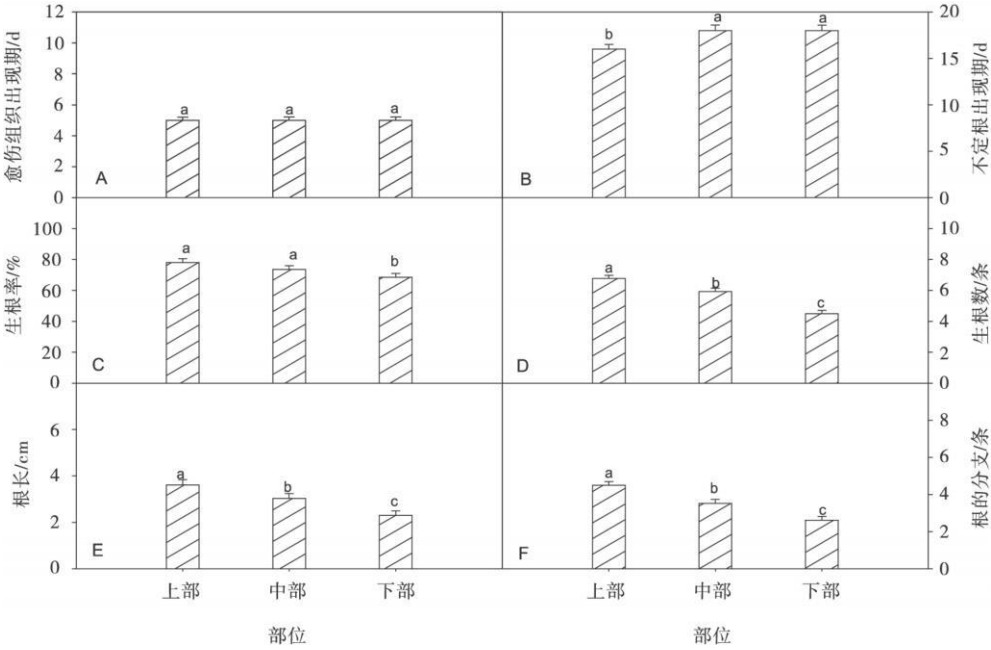 愈伤组织出现期/d
12
10
8
6
4
2
0
a
a
a
A
b
a
a
B
20
15
10
5
0
不定根出现期/d
生根率/%
100
80
60
40
20
0
a
a
b
C
a
b
c
D
10
8
6
4
2
0
生根数/条
根长/cm
6
4
2
0
a
b
c
E
a
b
c
F
8
6
4
2
0
根的分支/条
上部
中部
下部
上部
中部
下部
部位
部位